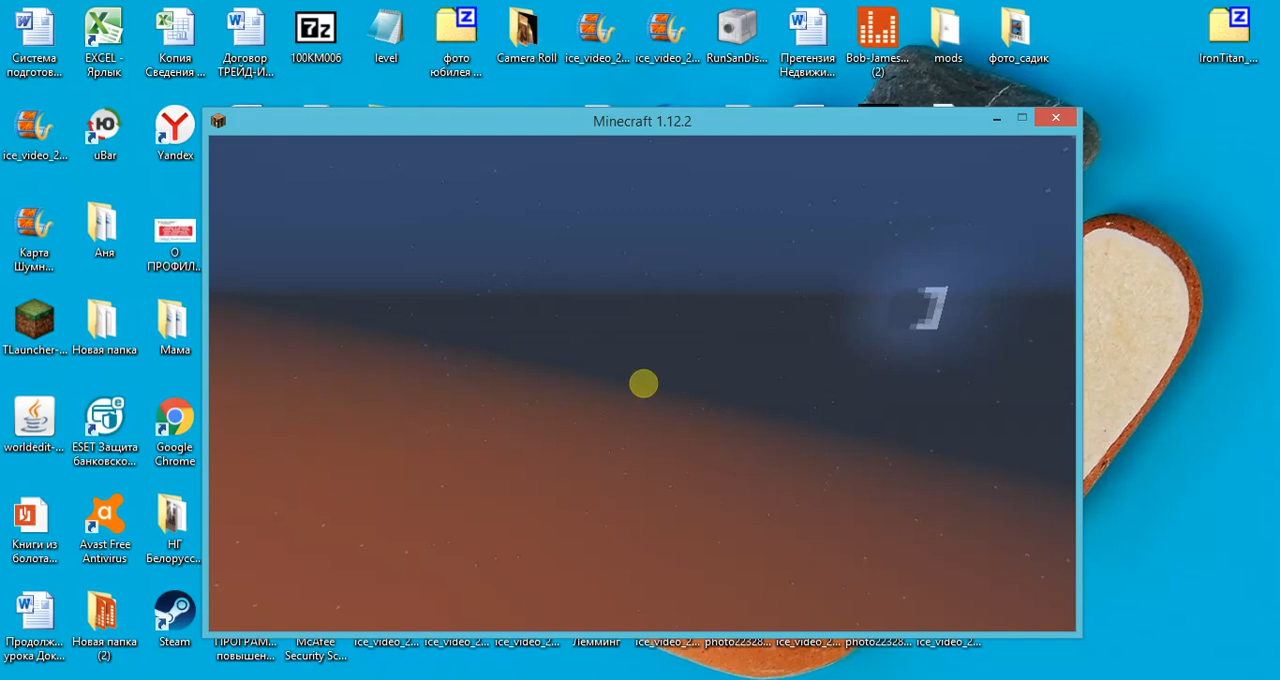 Система
подготов...
EXCEL -
Ярлык
Копия
Сведения ...
Договор
ТРЕЙД-И...
100KM006
level
фото
юбилея ...
Camera Roll
ice_video_2...
ice_video_2...
RunSanDis...
Претензия
Недвижи...
Bob-James...
(2)
mods
фото_садик
IronTitan_...
Minecraft 1.12.2
ice_video_2...
uBar
Yandex
Карта
Шумн...
Аня
О
ПРОФИЛ...
TLauncher-...
Новая папка
Мама
worldedit-...
ESET Защита
банковско...
Google
Chrome
Книги из
болота...
Avast Free
Antivirus
НГ
Белорусс...
Продолж...
урока Док...
Новая папка
(2)
Steam
ПРОГРАМ...
повышен...
McAfee
Security Sc...
ice_video_2...
ice_video_2...
ice_video_2...
Лемминг
ice_video_2...
photo22328...
ice_video_2...
photo22328...
ice_video_2...